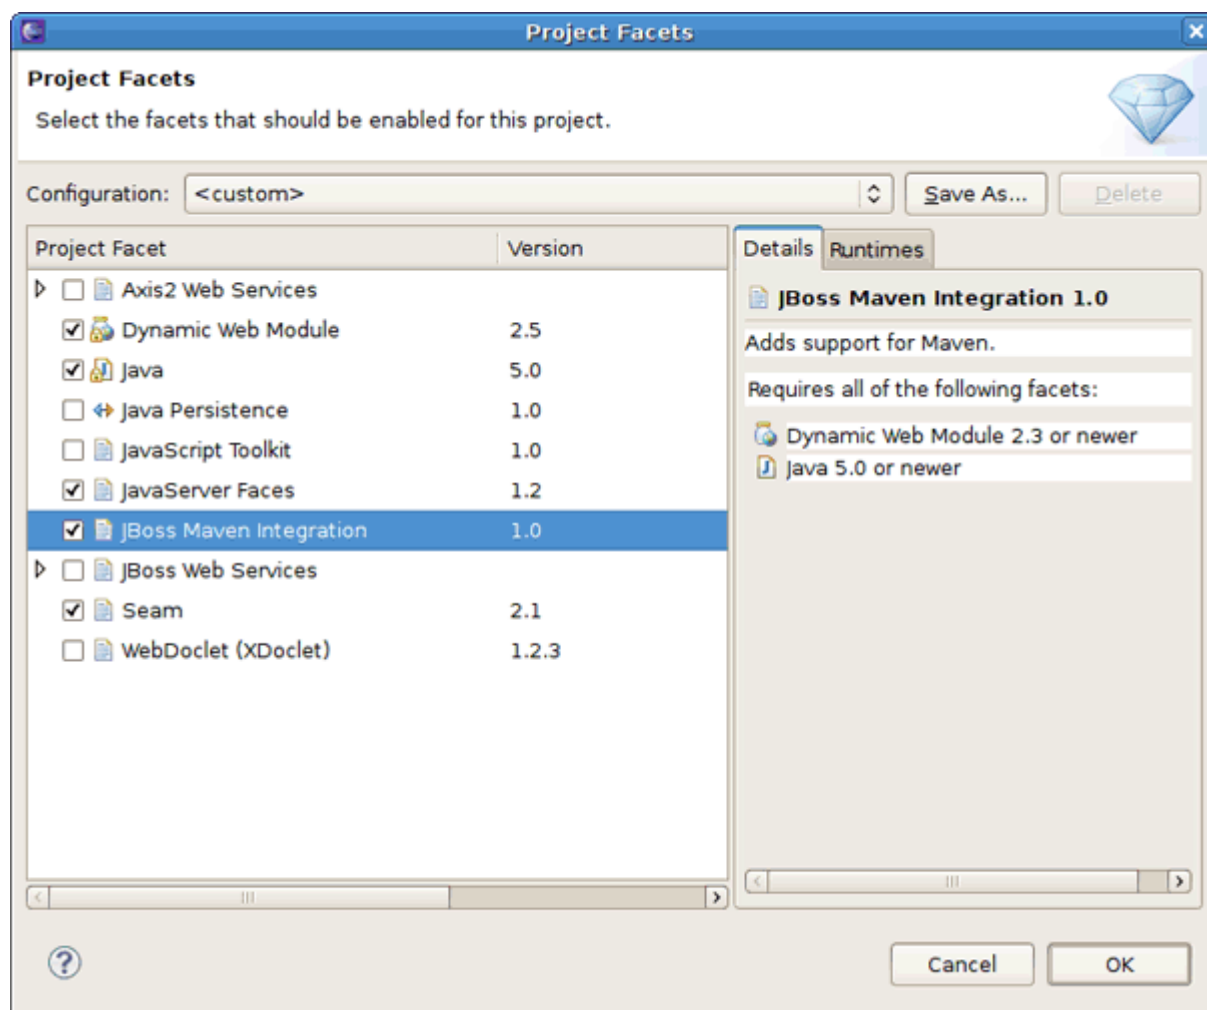 Project Facets
Project Facets
Select the facets that should be enabled for this project.
Configuration: <custom> Save As... Delete
Project Facet Version
Details Runtimes
Axis2 Web Services
Dynamic Web Module 2.5
Java 5.0
Java Persistence 1.0
JavaScript Toolkit 1.0
JavaServer Faces 1.2
JBoss Maven Integration 1.0
JBoss Web Services
Seam 2.1
WebDoclet (XDoclet) 1.2.3
JBoss Maven Integration 1.0
Adds support for Maven.
Requires all of the following facets:
Dynamic Web Module 2.3 or newer
Java 5.0 or newer
Cancel OK